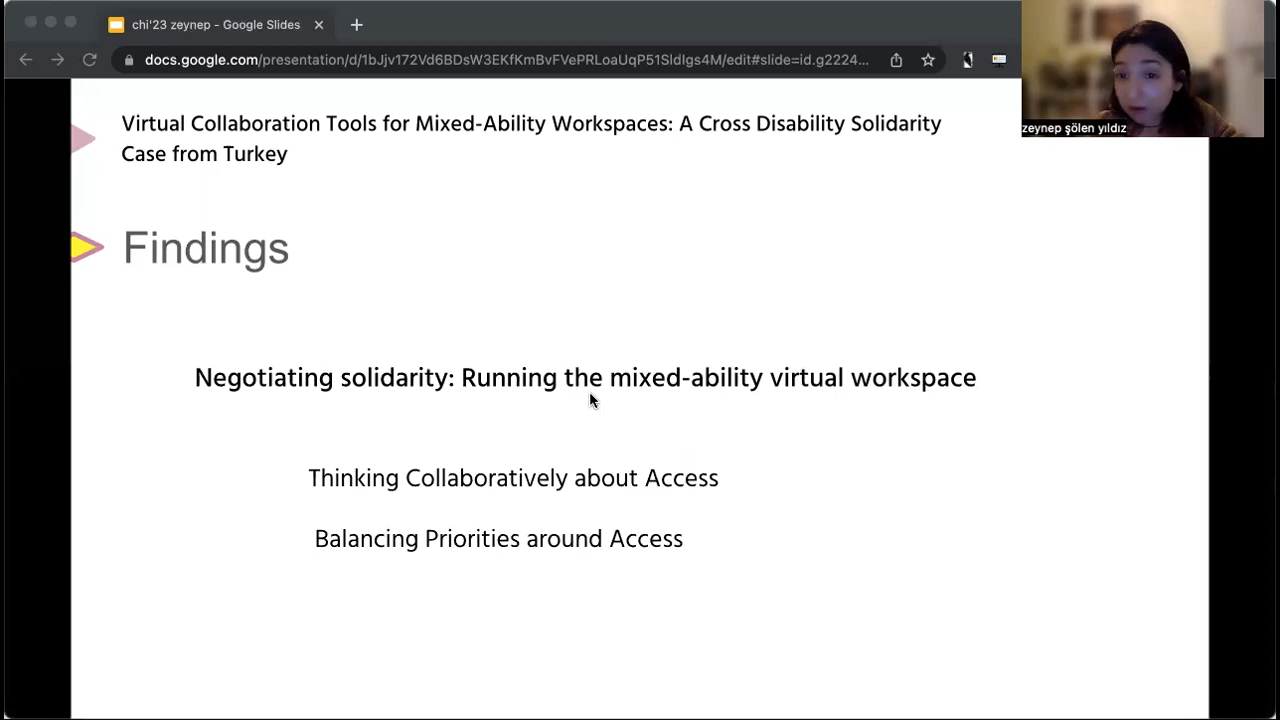 chi'23 zeynep - Google Slides
docs.google.com/presentation/d/1bJjv172Vd6BDsW3EKfKmBvFVePRLoaUqP51SldIgs4M/edit#slide=id.g2224...
zeynep şölen yıldız
Virtual Collaboration Tools for Mixed-Ability Workspaces: A Cross Disability Solidarity
Case from Turkey
Findings
Negotiating solidarity: Running the mixed-ability virtual workspace
Thinking Collaboratively about Access
Balancing Priorities around Access